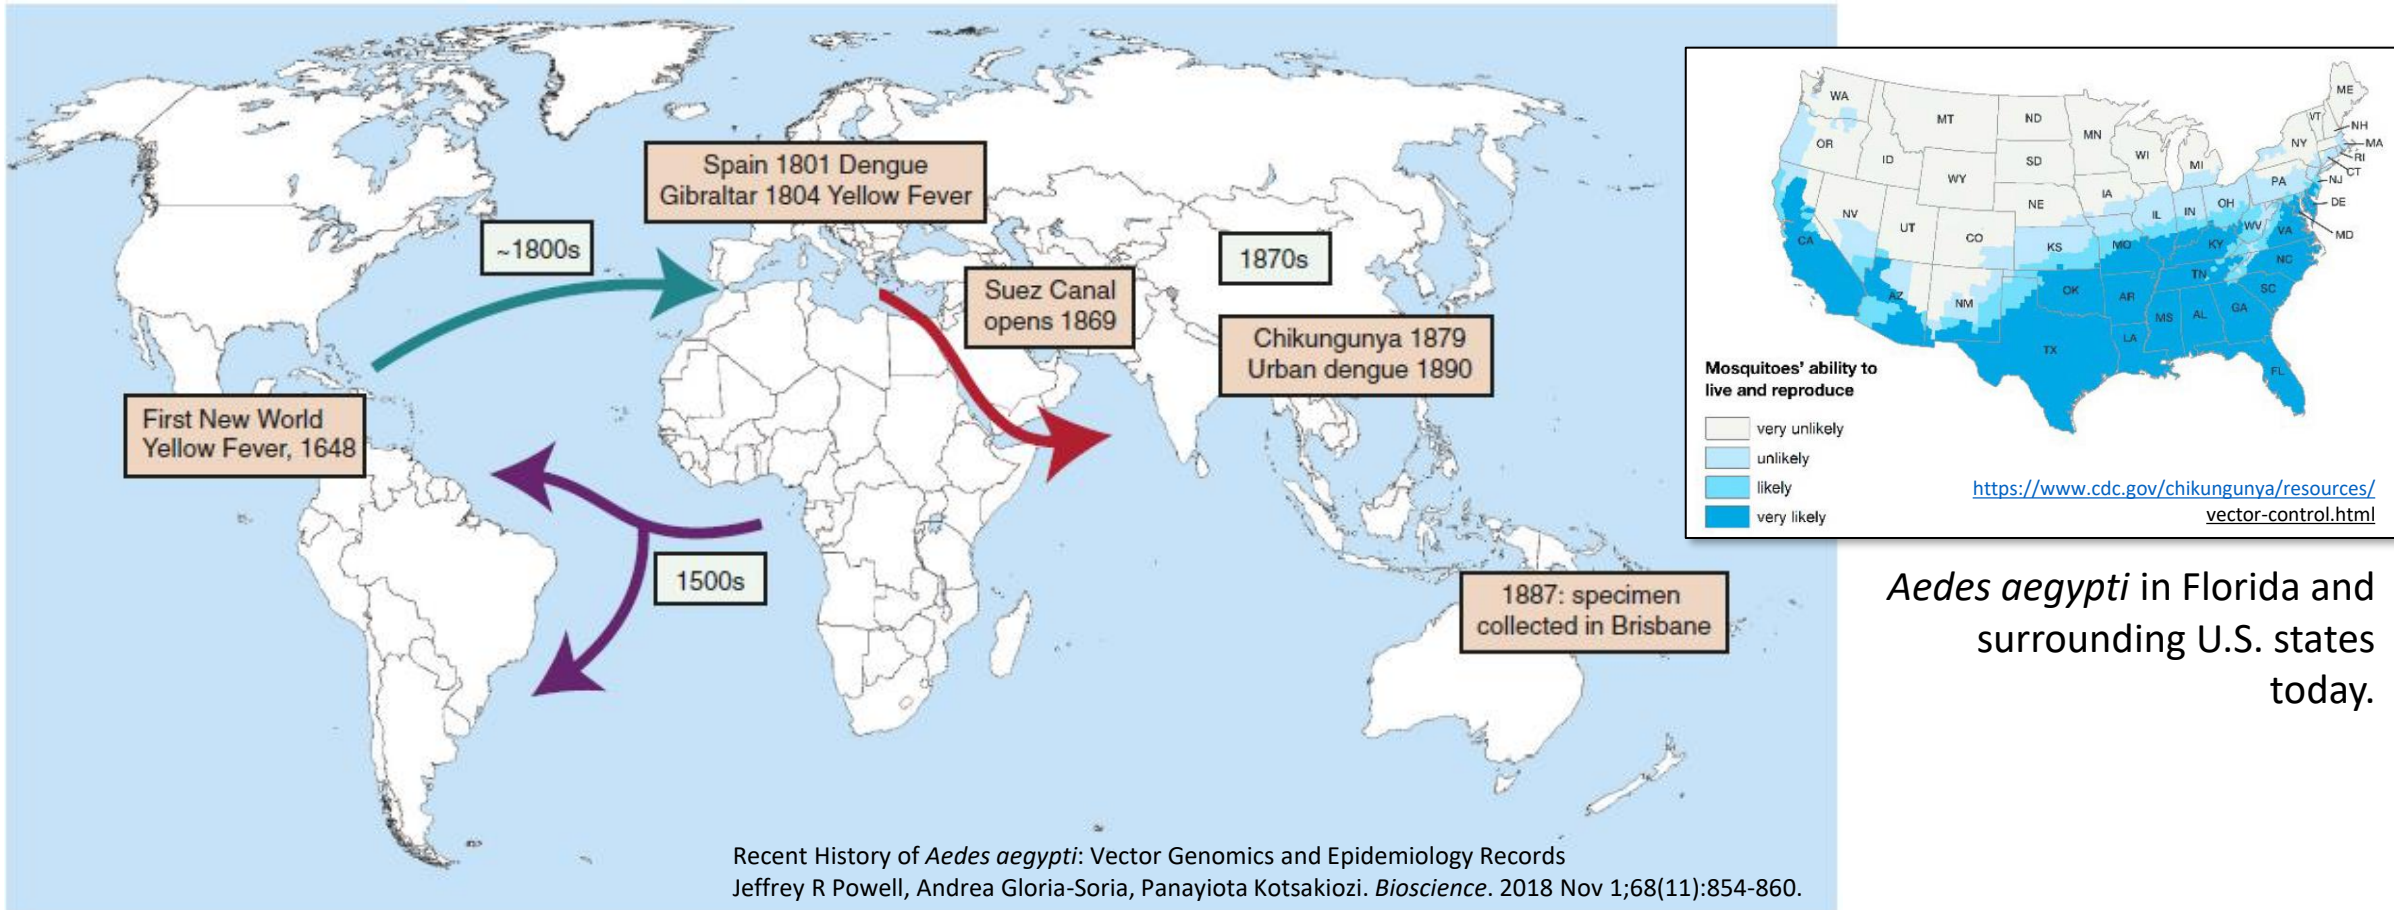 Spain 1801 Dengue
Gibraltar 1804 Yellow Fever
~1800s
1870s
Suez Canal
opens 1869
Chikungunya 1879
Urban dengue 1890
First New World
Yellow Fever, 1648
1500s
1887: specimen
collected in Brisbane
Recent History of Aedes aegypti: Vector Genomics and Epidemiology Records
Jeffrey R Powell, Andrea Gloria-Soria, Panayiota Kotsakiozi. Bioscience. 2018 Nov 1;68(11):854-860.
WA
MT
ND
MN
ME
VT
NH
OR
ID
SD
WI
MI
NY
MA
RI
CT
WY
IA
PA
NJ
NE
NV
UT
CO
IL
IN
OH
DE
WV
VA
MD
CA
KS
MO
KY
NC
TN
AZ
NM
OK
AR
SC
MS
AL
GA
LA
TX
FL
Mosquitoes' ability to
live and reproduce
very unlikely
unlikely
likely
very likely
https://www.cdc.gov/chikungunya/resources/
vector-control.html
Aedes aegypti in Florida and
surrounding U.S. states
today.